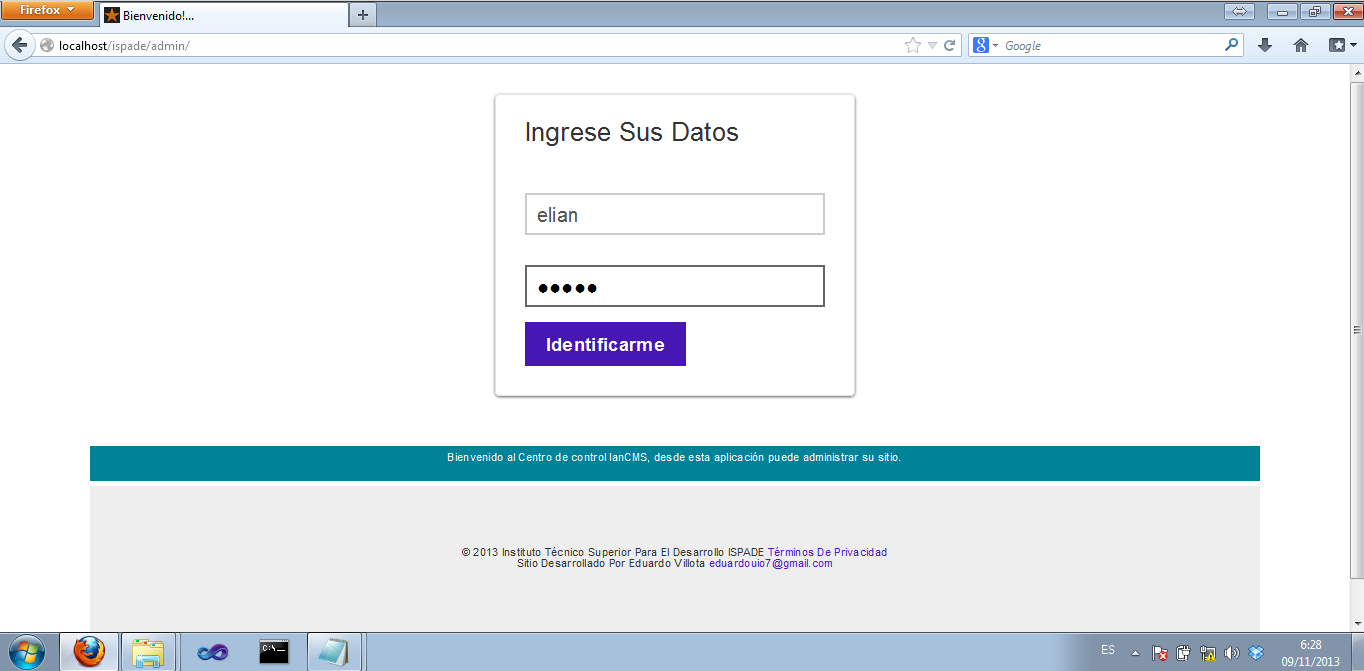 Firefox
Bienvenido!...
localhost/ispade/admin/
Google
Ingrese Sus Datos
elian
●●●●●
Identificarme
Bienvenido al Centro de control IanCMS, desde esta aplicación puede administrar su sitio.
© 2013 Instituto Técnico Superior Para El Desarrollo ISPADE Términos De Privacidad
Sitio Desarrollado Por Eduardo Villota eduardouio7@gmail.com
C:\_
ES
6:28
09/11/2013